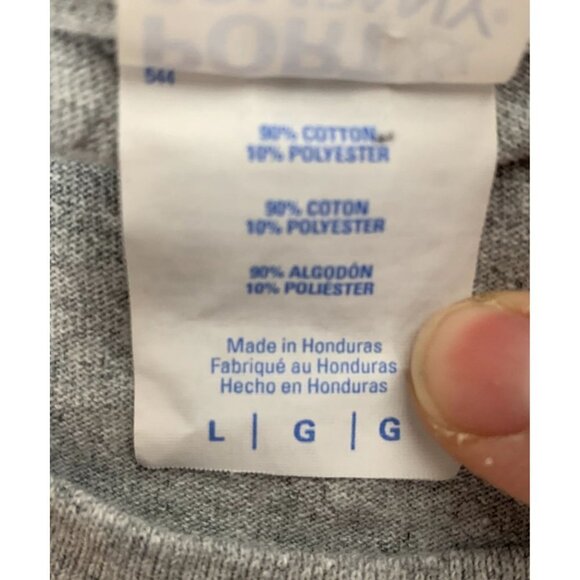 544
90% COTTON
10% POLYESTER
90% COTON
10% POLYESTER
90% ALGODÓN
10% POLIÉSTER
Made in Honduras
Fabriqué au Honduras
Hecho en Honduras
L | G | G
PORT &